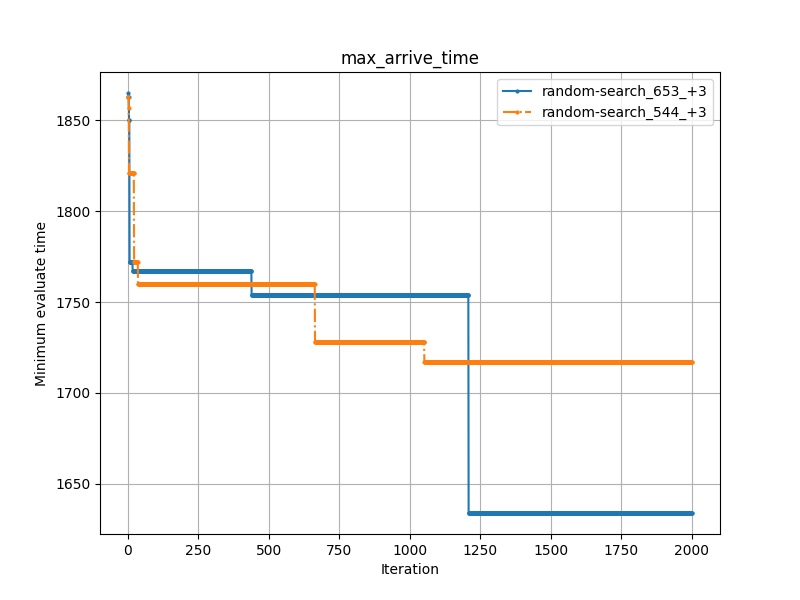 max_arrive_time
random-search_653_+3
random-search_544_+3
1850
1800
1750
1700
1650
Minimum evaluate time
0 250 500 750 1000 1250 1500 1750 2000
Iteration